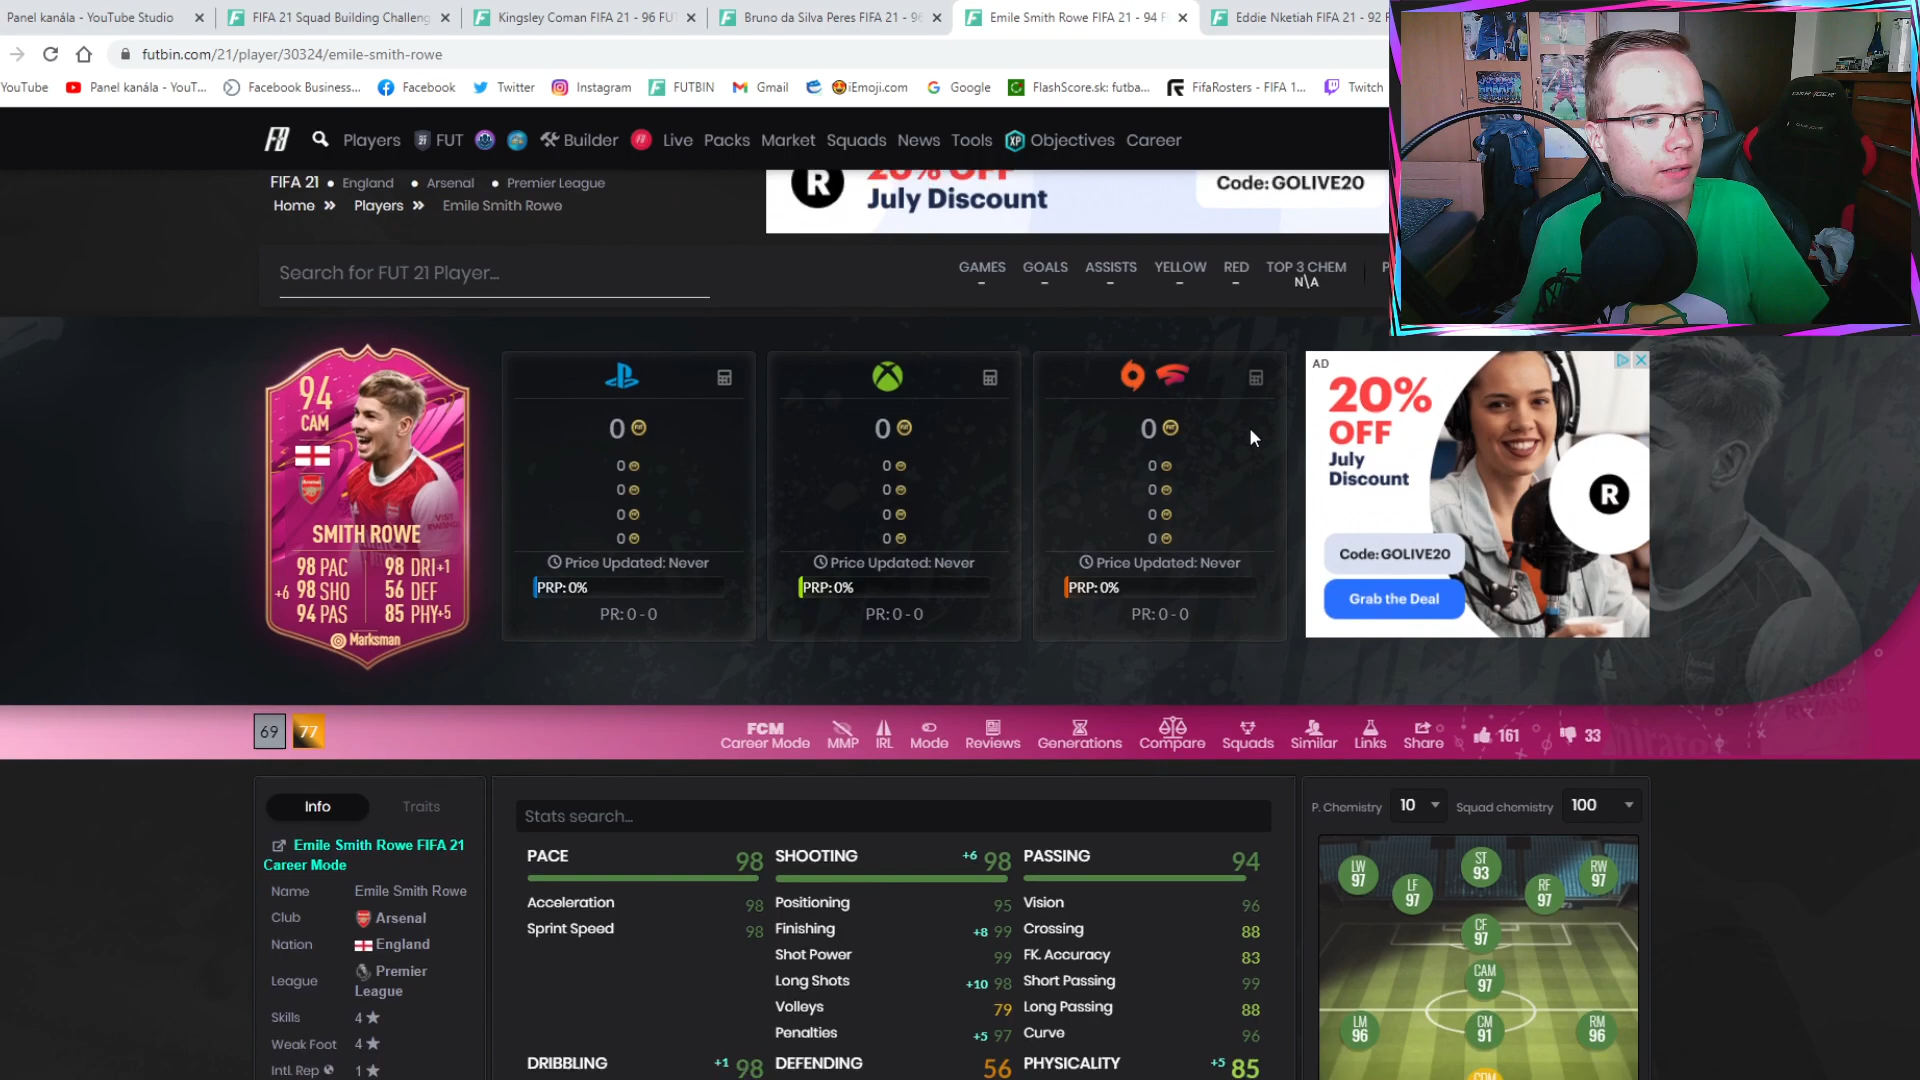 Panel kanála - YouTube Studio
FIFA 21 Squad Building Challeng
Kingsley Coman FIFA 21 - 96 FU
Bruno da Silva Peres FIFA 21 - 96
Emile Smith Rowe FIFA 21 - 94 F
Eddie Nketiah FIFA 21 - 92
futbin.com/21/player/30324/emile-smith-rowe
YouTube
Panel kanála - YouT...
Facebook Business...
Facebook
Twitter
Instagram
FUTBIN
Gmail
iEmoji.com
Google
FlashScore.sk: futba...
FifaRosters - FIFA 1...
Twitch
Players
FUT
Builder
Live
Packs
Market
Squads
News
Tools
XP Objectives
Career
FIFA 21 • England • Arsenal • Premier League
Home » Players » Emile Smith Rowe
R
20% OFF
July Discount
Code: GOLIVE20
Search for FUT 21 Player...
GAMES
-
GOALS
-
ASSISTS
-
YELLOW
-
RED
-
TOP 3 CHEM
N\A
94
CAM
SMITH ROWE
98 PAC 98 DRI+1
+6 98 SHO 56 DEF
94 PAS 85 PHY+5
Marksman
0
0
0
0
0
Price Updated: Never
PRP: 0%
PR: 0 - 0
0
0
0
0
0
Price Updated: Never
PRP: 0%
PR: 0 - 0
0
0
0
0
0
Price Updated: Never
PRP: 0%
PR: 0 - 0
AD
20%
OFF
July
Discount
R
Code: GOLIVE20
Grab the Deal
69 77
FCM
Career Mode
MMP
IRL
Mode
Reviews
Generations
Compare
Squads
Similar
Links
Share
161
33
Info Traits
Emile Smith Rowe FIFA 21
Career Mode
Name Emile Smith Rowe
Club Arsenal
Nation England
League Premier
League
Skills 4★
Weak Foot 4★
Intl. Rep 1★
Stats search...
PACE 98
Acceleration 98
Sprint Speed 98
SHOOTING +6 98
Positioning 95
Finishing +8 99
Shot Power 99
Long Shots +10 98
Volleys 79
Penalties +5 97
PASSING 94
Vision 96
Crossing 88
FK. Accuracy 83
Short Passing 99
Long Passing 88
Curve 96
DRIBBLING +1 98
DEFENDING 56
PHYSICALITY +5 85
P. Chemistry 10 Squad chemistry 100
LW
97
ST
93
RW
97
LF
97
RF
97
CF
97
CAM
97
LM
96
CM
91
RM
96